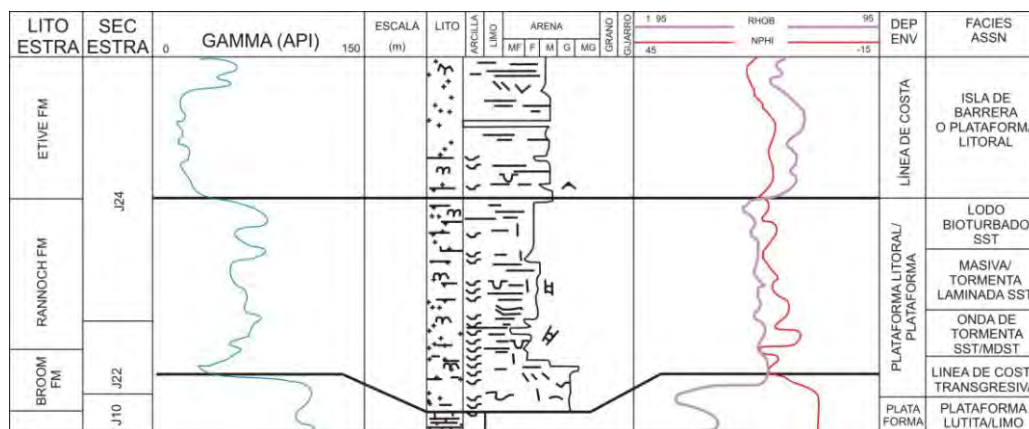 LITO
ESTRA
SEC
ESTRA
GAMMA (API)
0
150
ESCALA
(m)
LITO
ARCILLA
LIMO
ARENA
MF
F
M
G
MG
GRANO
GUARRO
1 95
RHOB
95
45
NPHI
-15
DEP
ENV
FACIES
ASSN
ETIVE FM
RANNOCH FM
BROOM
FM
J24
J22
J10
LÍNEA DE COSTA
PLATAFORMA LITORAL/
PLATAFORMA
PLATA
FORMA
ISLA DE
BARRERA
O PLATAFORMA
LITORAL
LODO
BIOTURBADO
SST
MASIVA/
TORMENTA
LAMINADA SST
ONDA DE
TORMENTA
SST/MDST
LINEA DE COST
TRANSGRESIVA
PLATAFORMA
LUTITA/LIMO